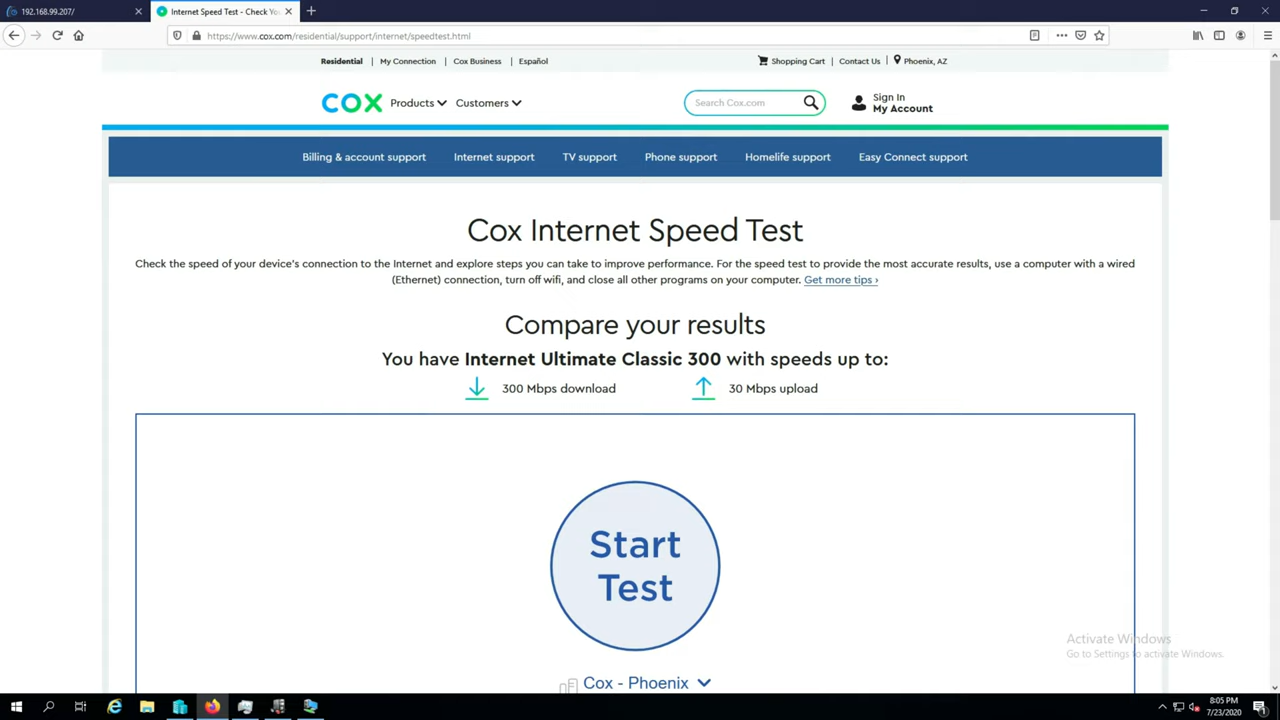 192.168.99.207/
Internet Speed Test - Check Yo
https://www.cox.com/residential/support/internet/speedtest.html
Residential | My Connection | Cox Business | Español
Shopping Cart | Contact Us | Phoenix, AZ
COX Products Customers
Search Cox.com
Sign In
My Account
Billing & account support Internet support TV support Phone support Homelife support Easy Connect support
Cox Internet Speed Test
Check the speed of your device's connection to the Internet and explore steps you can take to improve performance. For the speed test to provide the most accurate results, use a computer with a wired
(Ethernet) connection, turn off wifi, and close all other programs on your computer. Get more tips ›
Compare your results
You have Internet Ultimate Classic 300 with speeds up to:
300 Mbps download 30 Mbps upload
Start
Test
Cox - Phoenix
Activate Windows
Go to Settings to activate Windows.
8:05 PM
7/23/2020